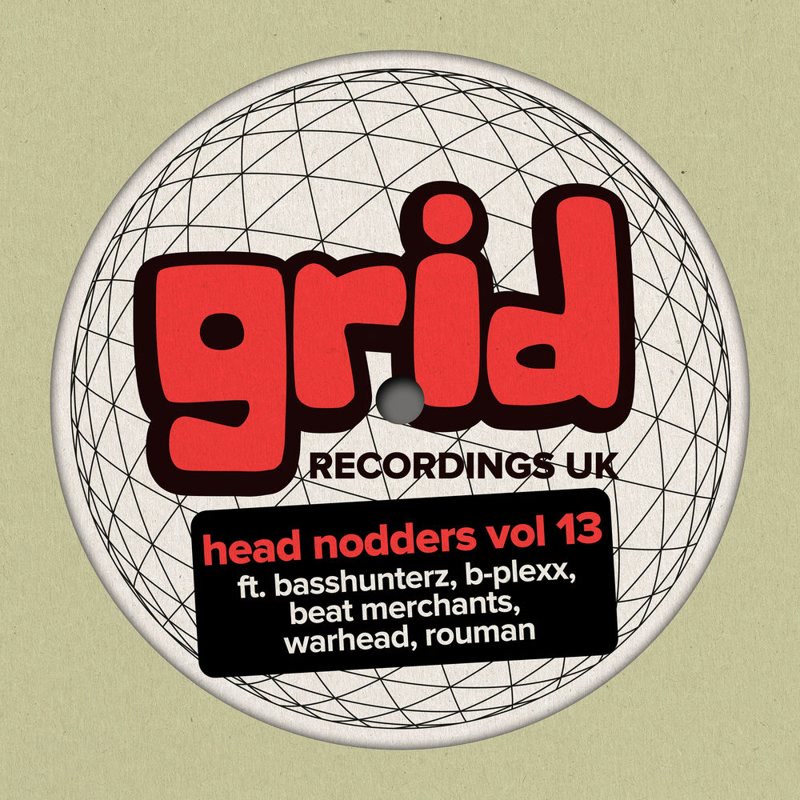 grid
RECORDINGS UK
head nodders vol 13
ft. basshunterz, b-plexx,
beat merchants,
warhead, rouman